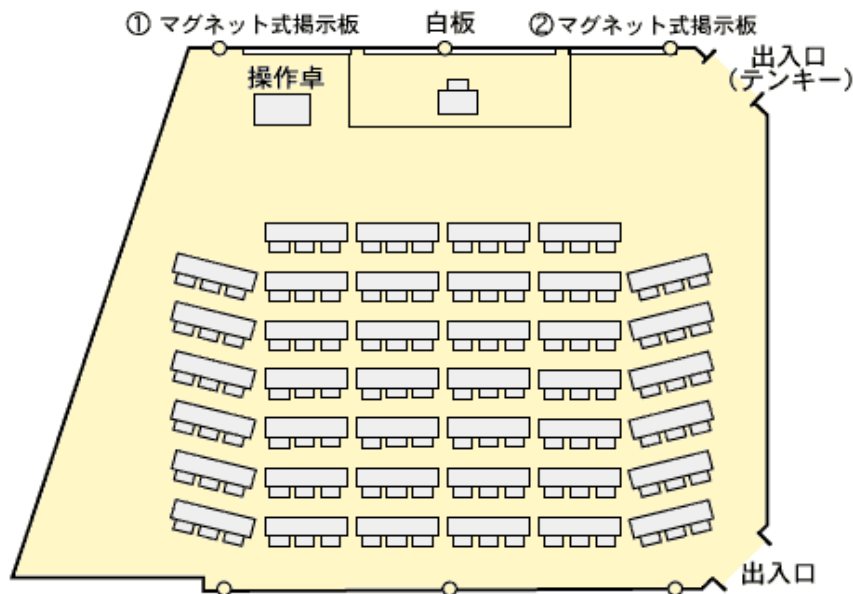 ① マグネット式掲示板
白板
②マグネット式掲示板
出入口
（テンキー）
操作卓
出入口